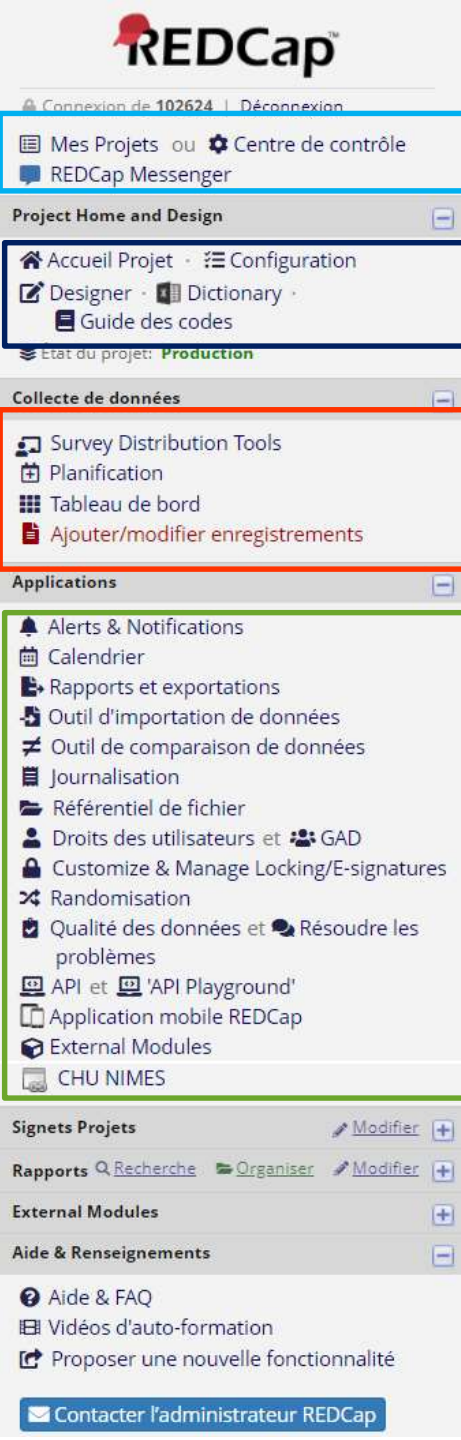 REDCap™
Connexion de 102624 | Déconnexion
Mes Projets ou Centre de contrôle
REDCap Messenger
Project Home and Design
Accueil Projet · Configuration
Designer · Dictionary ·
Guide des codes
État du projet: Production
Collecte de données
Survey Distribution Tools
Planification
Tableau de bord
Ajouter/modifier enregistrements
Applications
Alerts & Notifications
Calendrier
Rapports et exportations
Outil d'importation de données
Outil de comparaison de données
Journalisation
Référentiel de fichier
Droits des utilisateurs et GAD
Customize & Manage Locking/E-signatures
Randomisation
Qualité des données et Résoudre les
problèmes
API et 'API Playground'
Application mobile REDCap
External Modules
CHU NIMES
Signets Projets Modifier
Rapports Recherche Organiser Modifier
External Modules
Aide & Renseignements
Aide & FAQ
Vidéos d'auto-formation
Proposer une nouvelle fonctionnalité
Contacter l'administrateur REDCap